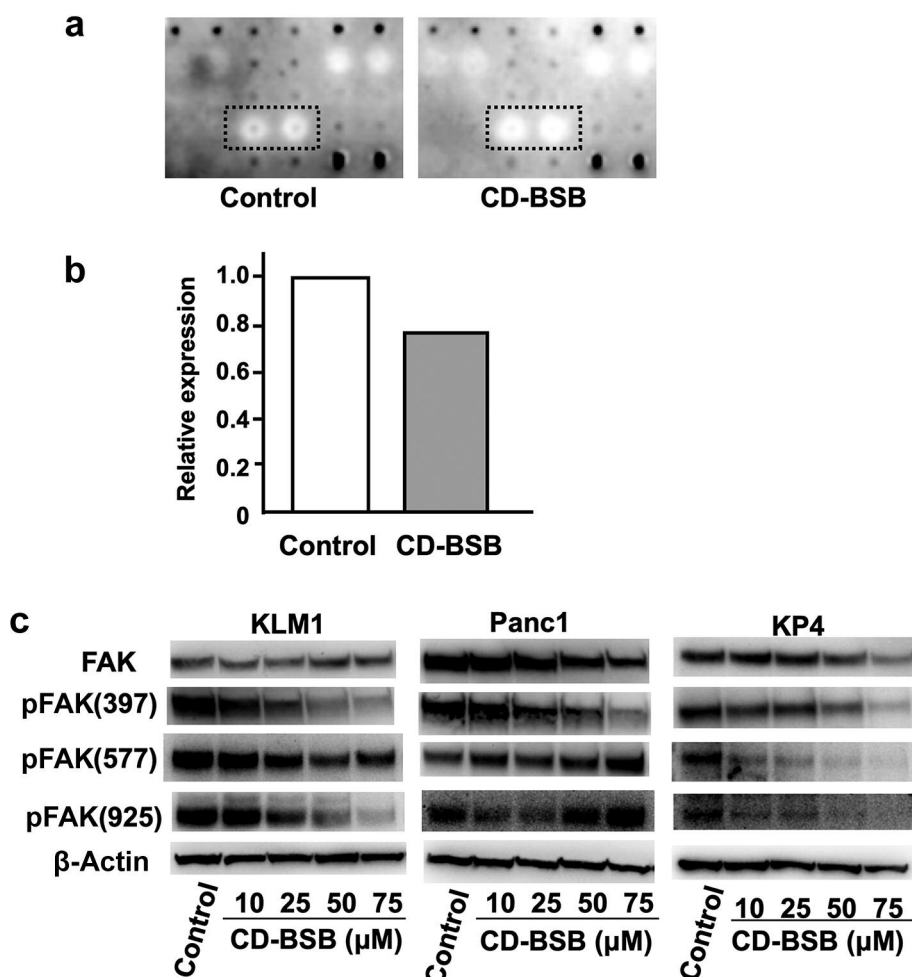 a
Control CD-BSB
b
Relative expression
1.0
0.8
0.6
0.4
0.2
0
Control CD-BSB
c
KLM1 Panc1 KP4
FAK
pFAK(397)
pFAK(577)
pFAK(925)
β-Actin
Control 10 25 50 75 Control 10 25 50 75 Control 10 25 50 75
CD-BSB (μM) CD-BSB (μM) CD-BSB (μM)